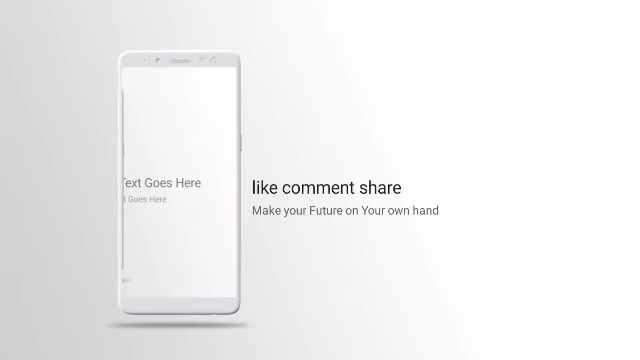 Text Goes Here
t Goes Here
like comment share
Make your Future on Your own hand